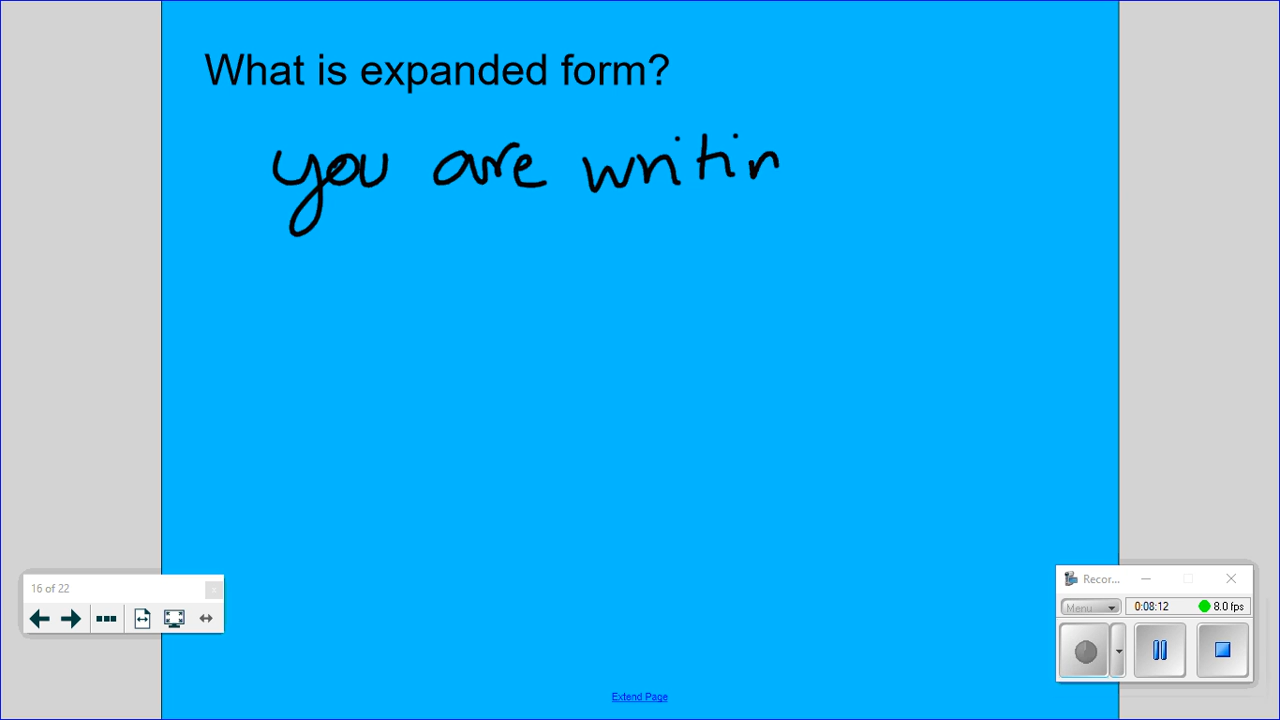 What is expanded form?
you are writin
16 of 22
Recor...
Menu
0:08:12
8.0 fps
Extend Page